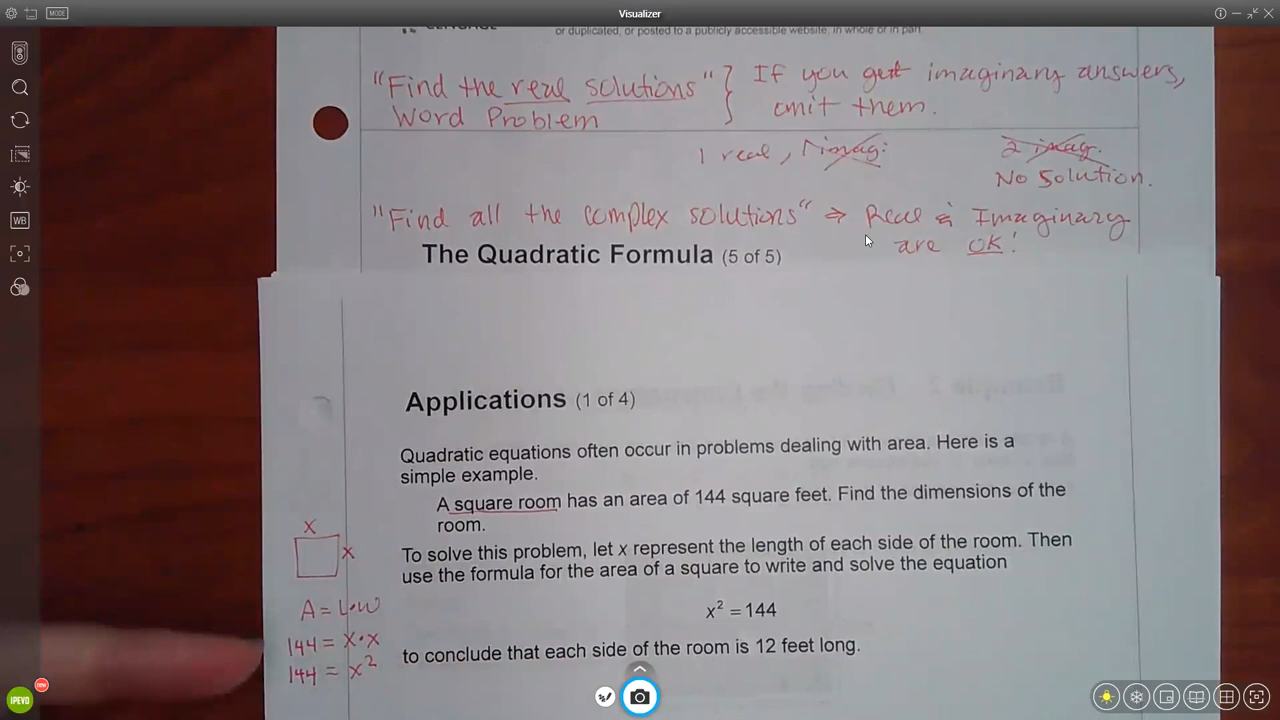 MODE
Visualizer
CENGAGE
or duplicated, or posted to a publicly accessible website, in whole or in part.
"Find the real solutions" } If you get imaginary answers,
Word Problem omit them.
1 real, 1 imag. 2 imag.
No Solution.
"Find all the complex solutions" ⇒ Real & Imaginary
are OK!
The Quadratic Formula (5 of 5)
Applications (1 of 4)
Quadratic equations often occur in problems dealing with area. Here is a
simple example.
A square room has an area of 144 square feet. Find the dimensions of the
room.
x
x
To solve this problem, let x represent the length of each side of the room. Then
use the formula for the area of a square to write and solve the equation
A = L·W
x² = 144
144 = x·x
144 = x²
to conclude that each side of the room is 12 feet long.
new
IPEVO